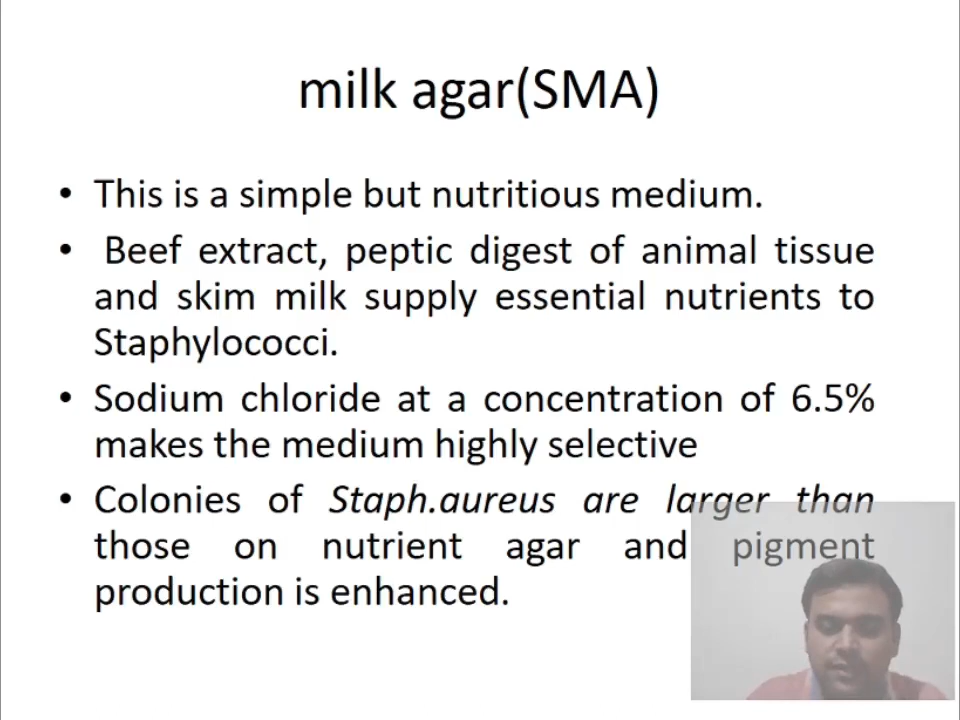 milk agar(SMA)
• This is a simple but nutritious medium.
• Beef extract, peptic digest of animal tissue
and skim milk supply essential nutrients to
Staphylococci.
• Sodium chloride at a concentration of 6.5%
makes the medium highly selective
• Colonies of Staph.aureus are larger than
those on nutrient agar and pigment
production is enhanced.